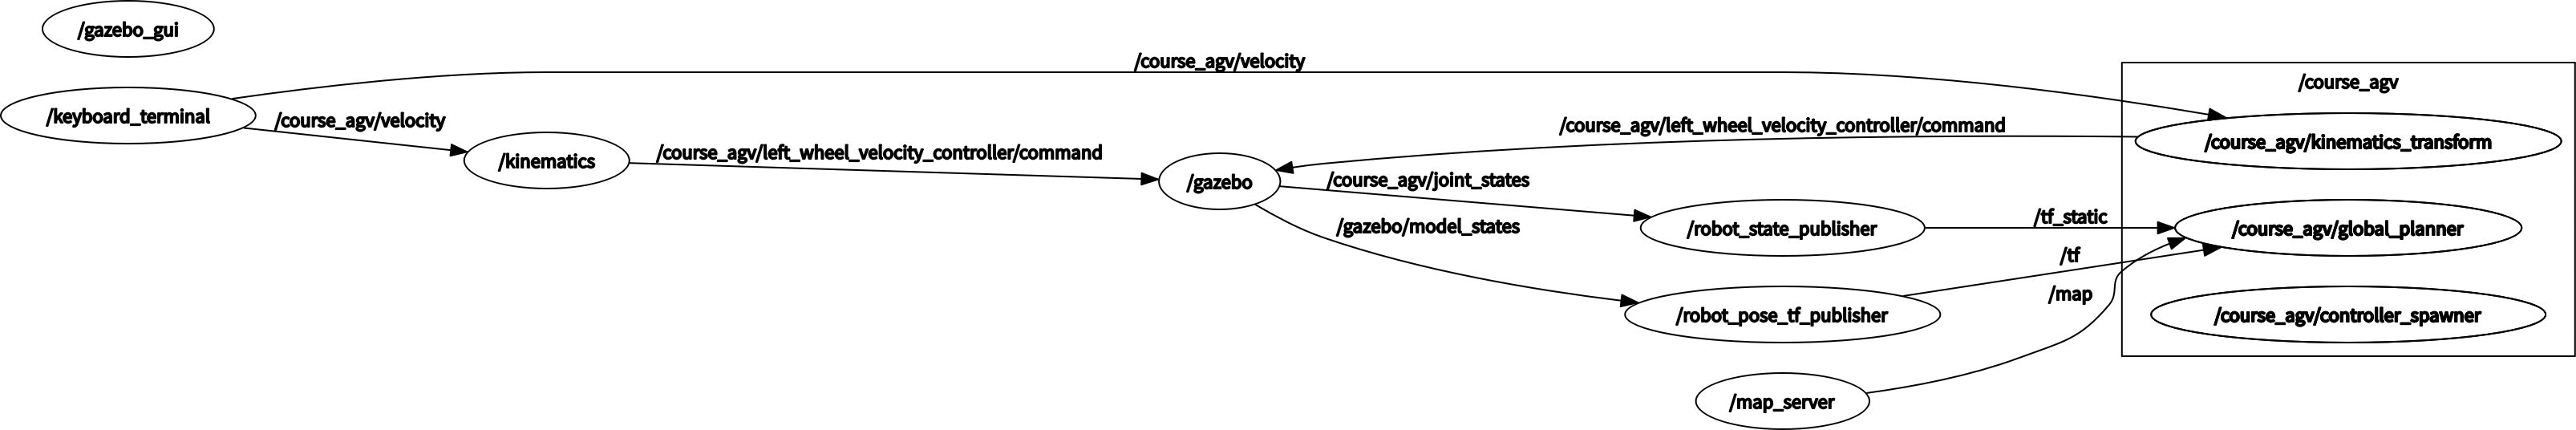 /gazebo_gui
/course_agv/velocity
/course_agv
/keyboard_terminal
/course_agv/velocity
/course_agv/left_wheel_velocity_controller/command
/course_agv/kinematics_transform
/kinematics
/course_agv/left_wheel_velocity_controller/command
/gazebo
/course_agv/joint_states
/gazebo/model_states
/robot_state_publisher
/tf_static
/course_agv/global_planner
/tf
/map
/robot_pose_tf_publisher
/course_agv/controller_spawner
/map_server